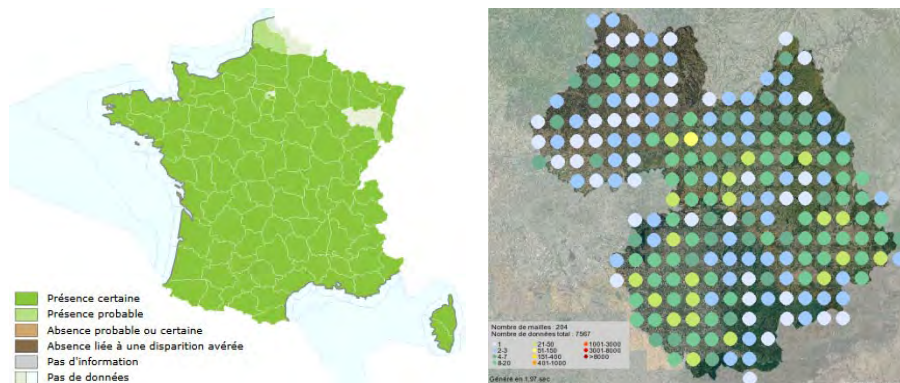 Présence certaine
Présence probable
Absence probable ou certaine
Absence liée à une disparition avérée
Pas d'information
Pas de données
Nombre de mailles : 284
Nombre de données total : 7567
1 21-50 1001-3000
2-3 51-150 3001-8000
4-7 151-400 >8000
8-20 401-1000
Généré en 1.97 sec